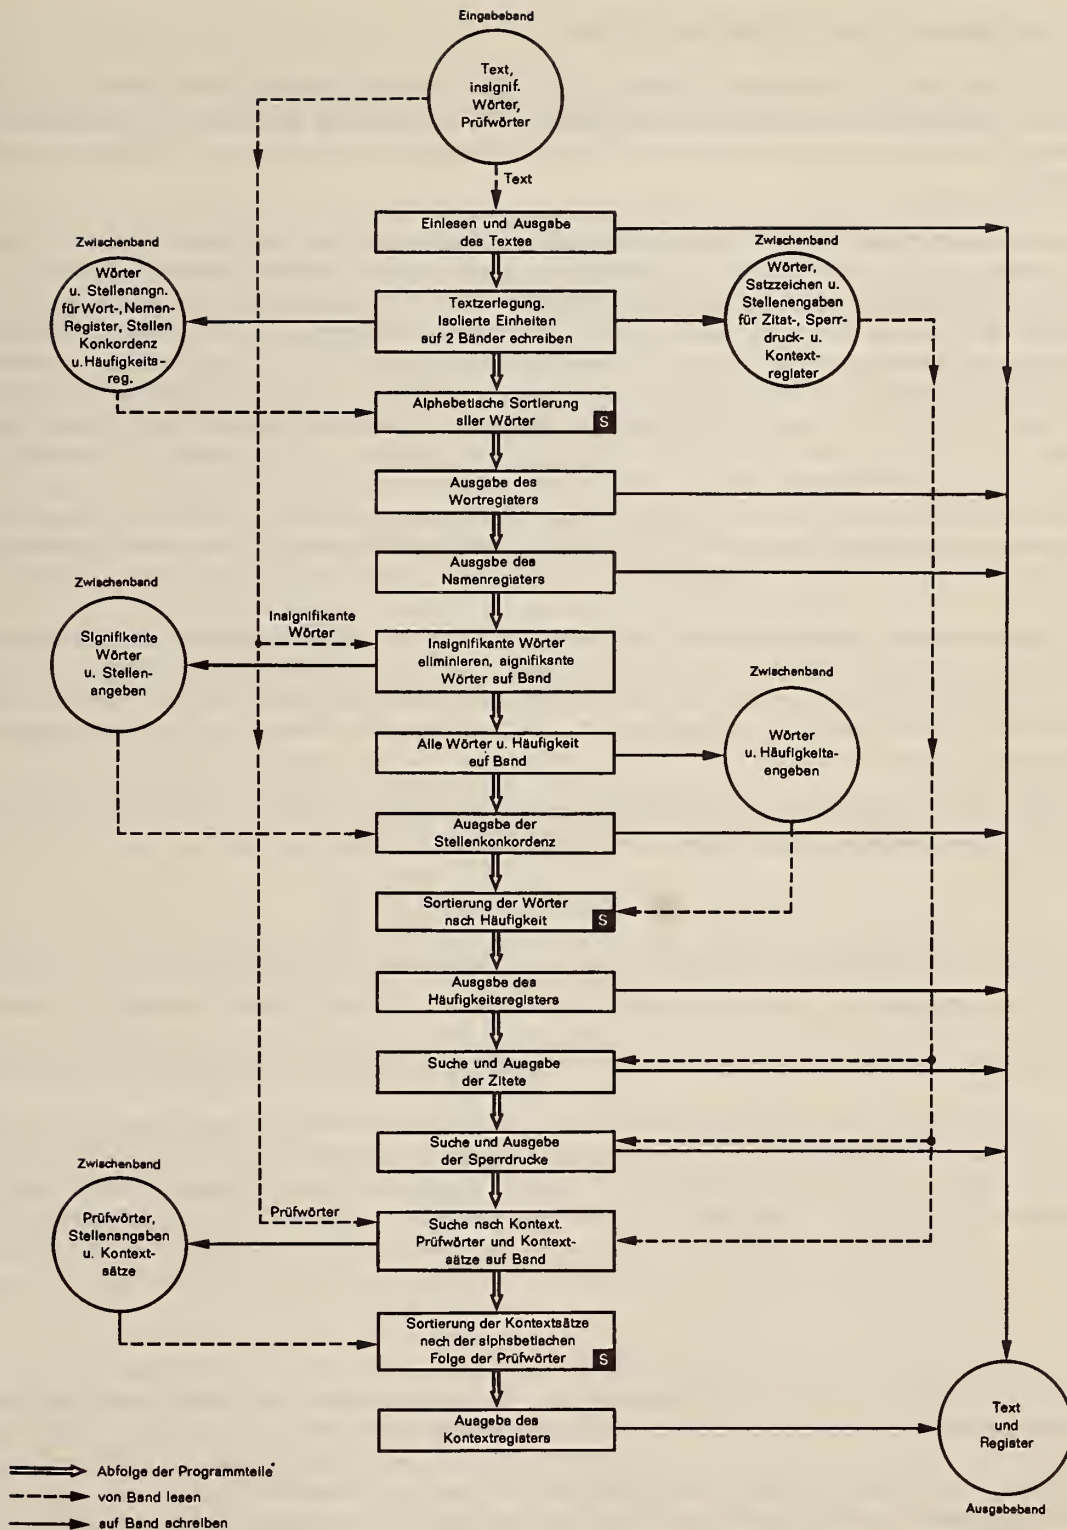 Eingabeband
Text,
insignif.
Wörter,
Prüfwörter
Text
Einlesen und Ausgabe
des Textes
Zwischenband
Wörter
u. Stellenangn.
für Wort-, Namen-
Register, Stellen
Konkordanz
u. Häufigkeits-
reg.
Textzerlegung.
Isolierte Einheiten
auf 2 Bänder schreiben
Zwischenband
Wörter,
Satzzeichen u.
Stellenangaben
für Zitat-, Sperr-
druck- u.
Kontext-
register
Alphabetische Sortierung
aller Wörter
S
Ausgabe des
Wortregisters
Ausgabe des
Namenregisters
Zwischenband
Signifikante
Wörter
u. Stellen-
angaben
Insignifikante
Wörter
Insignifikante Wörter
eliminieren, signifikante
Wörter auf Band
Zwischenband
Wörter
u. Häufigkeits-
angaben
Alle Wörter u. Häufigkeit
auf Band
Ausgabe der
Stellenkonkordanz
Sortierung der Wörter
nach Häufigkeit
S
Ausgabe des
Häufigkeitsregisters
Suche und Ausgabe
der Zitate
Suche und Ausgabe
der Sperrdrucke
Zwischenband
Prüfwörter,
Stellenangaben
u. Kontext-
sätze
Prüfwörter
Suche nach Kontext.
Prüfwörter und Kontext-
sätze auf Band
Sortierung der Kontextsätze
nach der alphabetischen
Folge der Prüfwörter
S
Ausgabe des
Kontextregisters
Text
und
Register
Ausgabeband
Abfolge der Programmteile
von Band lesen
auf Band schreiben